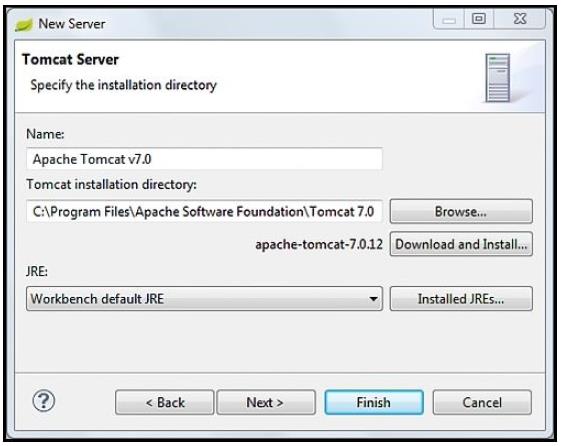 New Server
Tomcat Server
Specify the installation directory
Name:
Apache Tomcat v7.0
Tomcat installation directory:
C:\Program Files\Apache Software Foundation\Tomcat 7.0
Browse...
apache-tomcat-7.0.12
Download and Install...
JRE:
Workbench default JRE
Installed JREs...
?
< Back
Next >
Finish
Cancel